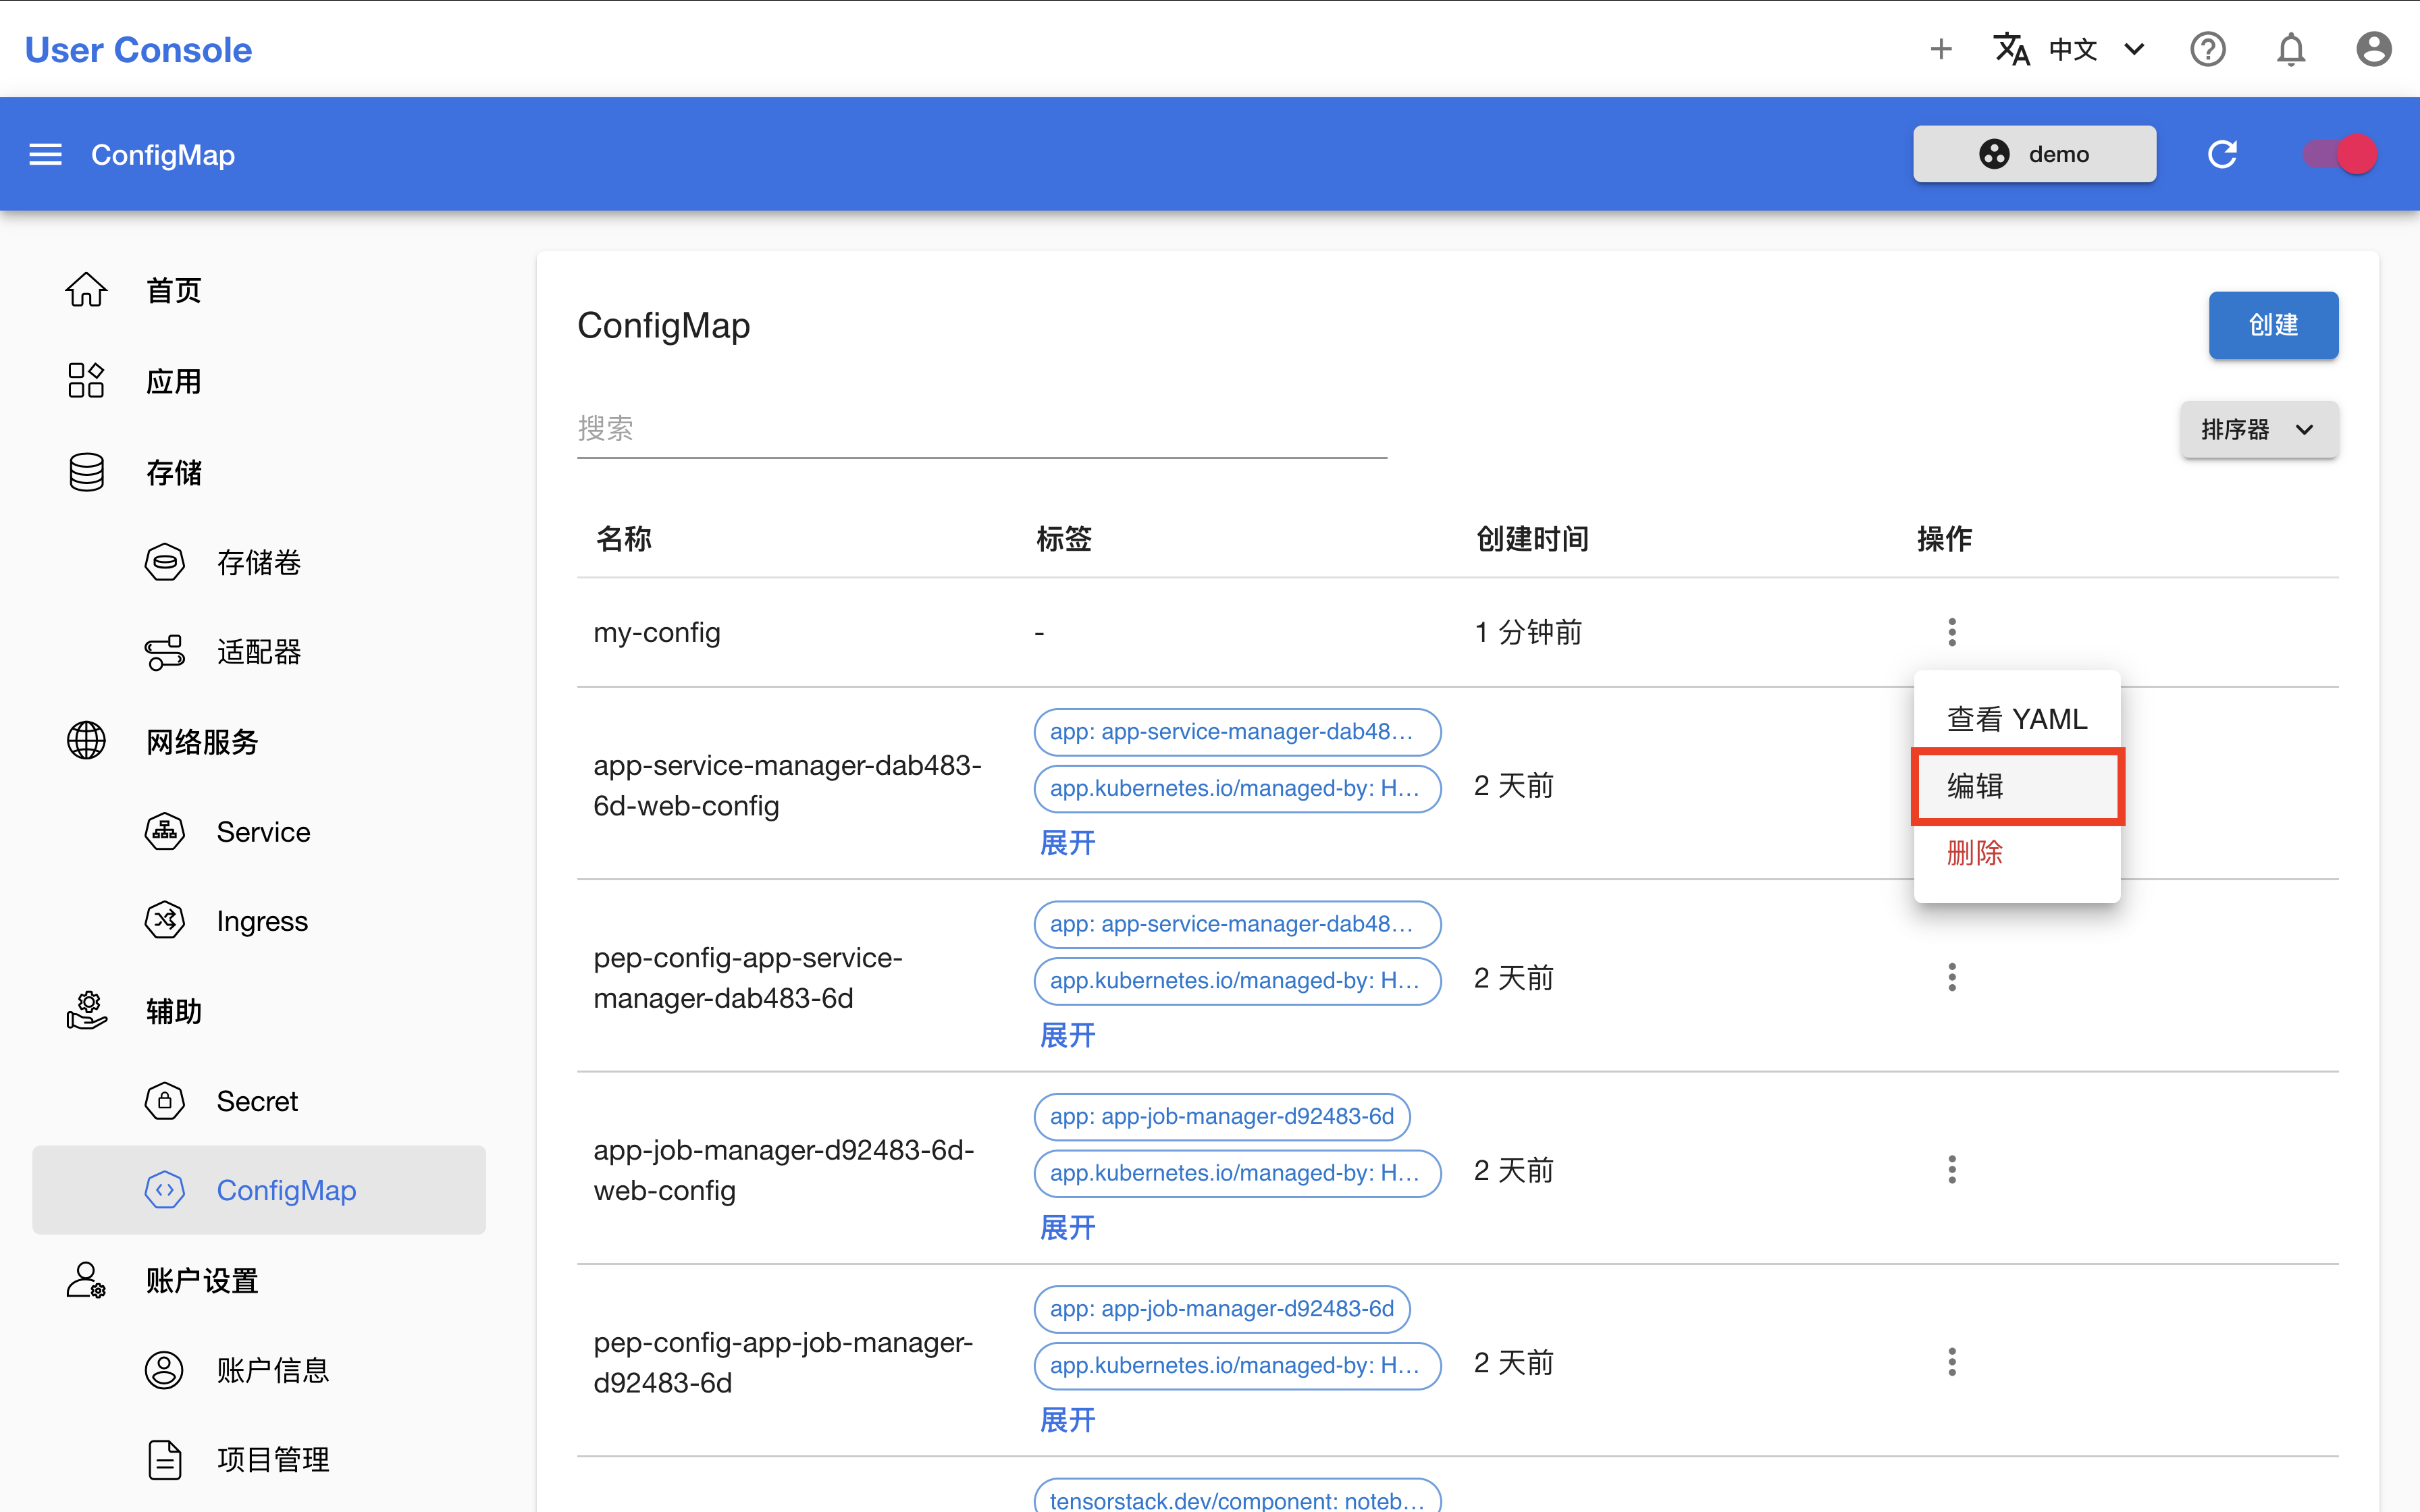 User Console
中文
ConfigMap
demo
首页
应用
存储
存储卷
适配器
网络服务
Service
Ingress
辅助
Secret
ConfigMap
账户设置
账户信息
项目管理
ConfigMap
创建
搜索
排序器
名称 标签 创建时间 操作
my-config - 1 分钟前
查看 YAML
编辑
删除
app-service-manager-dab483-
6d-web-config
app: app-service-manager-dab48...
app.kubernetes.io/managed-by: H...
展开
2 天前
pep-config-app-service-
manager-dab483-6d
app: app-service-manager-dab48...
app.kubernetes.io/managed-by: H...
展开
2 天前
app-job-manager-d92483-6d-
web-config
app: app-job-manager-d92483-6d
app.kubernetes.io/managed-by: H...
展开
2 天前
pep-config-app-job-manager-
d92483-6d
app: app-job-manager-d92483-6d
app.kubernetes.io/managed-by: H...
展开
2 天前
tensorstack.dev/component: noteb...